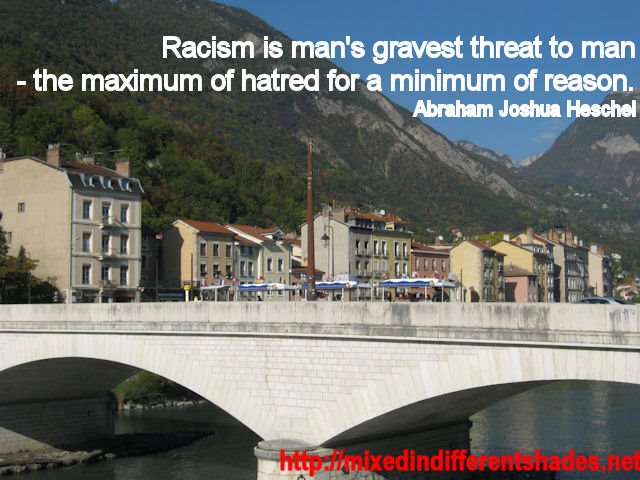 Racism is man's gravest threat to man
- the maximum of hatred for a minimum of reason.
Abraham Joshua Heschel
http://mixedindifferentshades.net